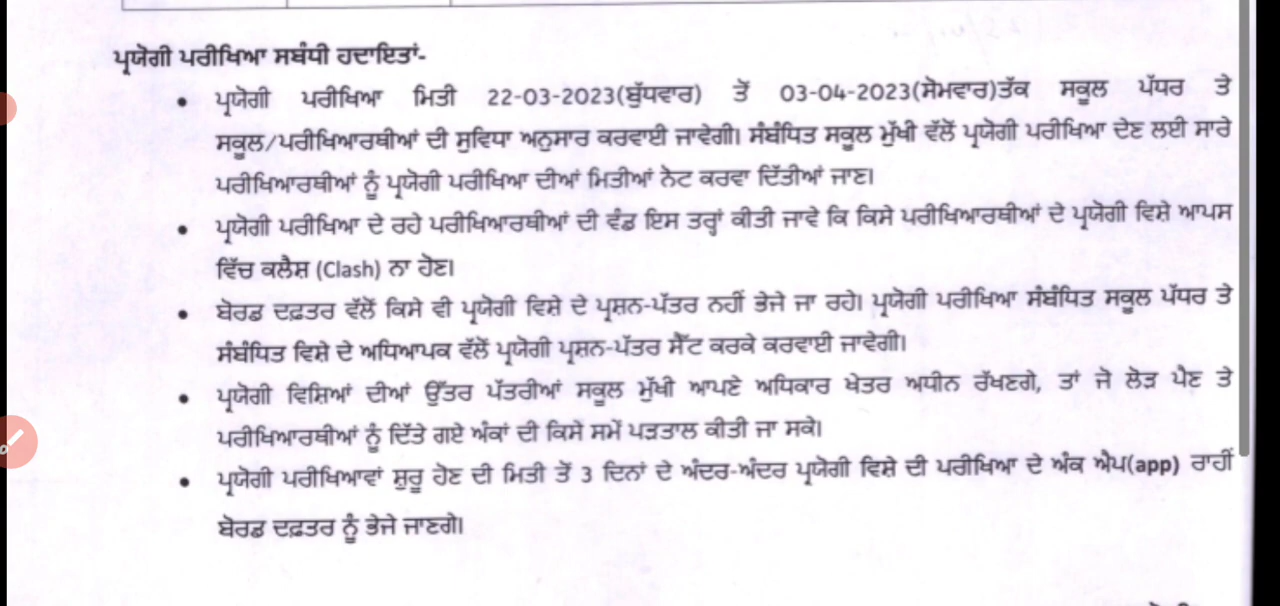 ਪ੍ਰਯੋਗੀ ਪਰੀਖਿਆ ਸਬੰਧੀ ਹਦਾਇਤਾਂ-
• ਪ੍ਰਯੋਗੀ ਪਰੀਖਿਆ ਮਿਤੀ 22-03-2023(ਬੁੱਧਵਾਰ) ਤੋਂ 03-04-2023(ਸੋਮਵਾਰ)ਤੱਕ ਸਕੂਲ ਪੱਧਰ ਤੇ
ਸਕੂਲ/ਪਰੀਖਿਆਰਥੀਆਂ ਦੀ ਸੁਵਿਧਾ ਅਨੁਸਾਰ ਕਰਵਾਈ ਜਾਵੇਗੀ। ਸੰਬੰਧਿਤ ਸਕੂਲ ਮੁੱਖੀ ਵੱਲੋਂ ਪ੍ਰਯੋਗੀ ਪਰੀਖਿਆ ਦੇਣ ਲਈ ਸਾਰੇ
ਪਰੀਖਿਆਰਥੀਆਂ ਨੂੰ ਪ੍ਰਯੋਗੀ ਪਰੀਖਿਆ ਦੀਆਂ ਮਿਤੀਆਂ ਨੋਟ ਕਰਵਾ ਦਿੱਤੀਆਂ ਜਾਣ।
• ਪ੍ਰਯੋਗੀ ਪਰੀਖਿਆ ਦੇ ਰਹੇ ਪਰੀਖਿਆਰਥੀਆਂ ਦੀ ਵੰਡ ਇਸ ਤਰ੍ਹਾਂ ਕੀਤੀ ਜਾਵੇ ਕਿ ਕਿਸੇ ਪਰੀਖਿਆਰਥੀਆਂ ਦੇ ਪ੍ਰਯੋਗੀ ਵਿਸ਼ੇ ਆਪਸ
ਵਿੱਚ ਕਲੈਸ਼ (Clash) ਨਾ ਹੋਣ।
• ਬੋਰਡ ਦਫ਼ਤਰ ਵੱਲੋਂ ਕਿਸੇ ਵੀ ਪ੍ਰਯੋਗੀ ਵਿਸ਼ੇ ਦੇ ਪ੍ਰਸ਼ਨ-ਪੱਤਰ ਨਹੀਂ ਭੇਜੇ ਜਾ ਰਹੇ। ਪ੍ਰਯੋਗੀ ਪਰੀਖਿਆ ਸੰਬੰਧਿਤ ਸਕੂਲ ਪੱਧਰ ਤੇ
ਸੰਬੰਧਿਤ ਵਿਸ਼ੇ ਦੇ ਅਧਿਆਪਕ ਵੱਲੋਂ ਪ੍ਰਯੋਗੀ ਪ੍ਰਸ਼ਨ-ਪੱਤਰ ਸੈੱਟ ਕਰਕੇ ਕਰਵਾਈ ਜਾਵੇਗੀ।
• ਪ੍ਰਯੋਗੀ ਵਿਸ਼ਿਆਂ ਦੀਆਂ ਉੱਤਰ ਪੱਤਰੀਆਂ ਸਕੂਲ ਮੁੱਖੀ ਆਪਣੇ ਅਧਿਕਾਰ ਖੇਤਰ ਅਧੀਨ ਰੱਖਣਗੇ, ਤਾਂ ਜੋ ਲੋੜ ਪੈਣ ਤੇ
ਪਰੀਖਿਆਰਥੀਆਂ ਨੂੰ ਦਿੱਤੇ ਗਏ ਅੰਕਾਂ ਦੀ ਕਿਸੇ ਸਮੇਂ ਪੜਤਾਲ ਕੀਤੀ ਜਾ ਸਕੇ।
• ਪ੍ਰਯੋਗੀ ਪਰੀਖਿਆਵਾਂ ਸ਼ੁਰੂ ਹੋਣ ਦੀ ਮਿਤੀ ਤੋਂ 3 ਦਿਨਾਂ ਦੇ ਅੰਦਰ-ਅੰਦਰ ਪ੍ਰਯੋਗੀ ਵਿਸ਼ੇ ਦੀ ਪਰੀਖਿਆ ਦੇ ਅੰਕ ਐਪ(app) ਰਾਹੀਂ
ਬੋਰਡ ਦਫ਼ਤਰ ਨੂੰ ਭੇਜੇ ਜਾਣਗੇ।